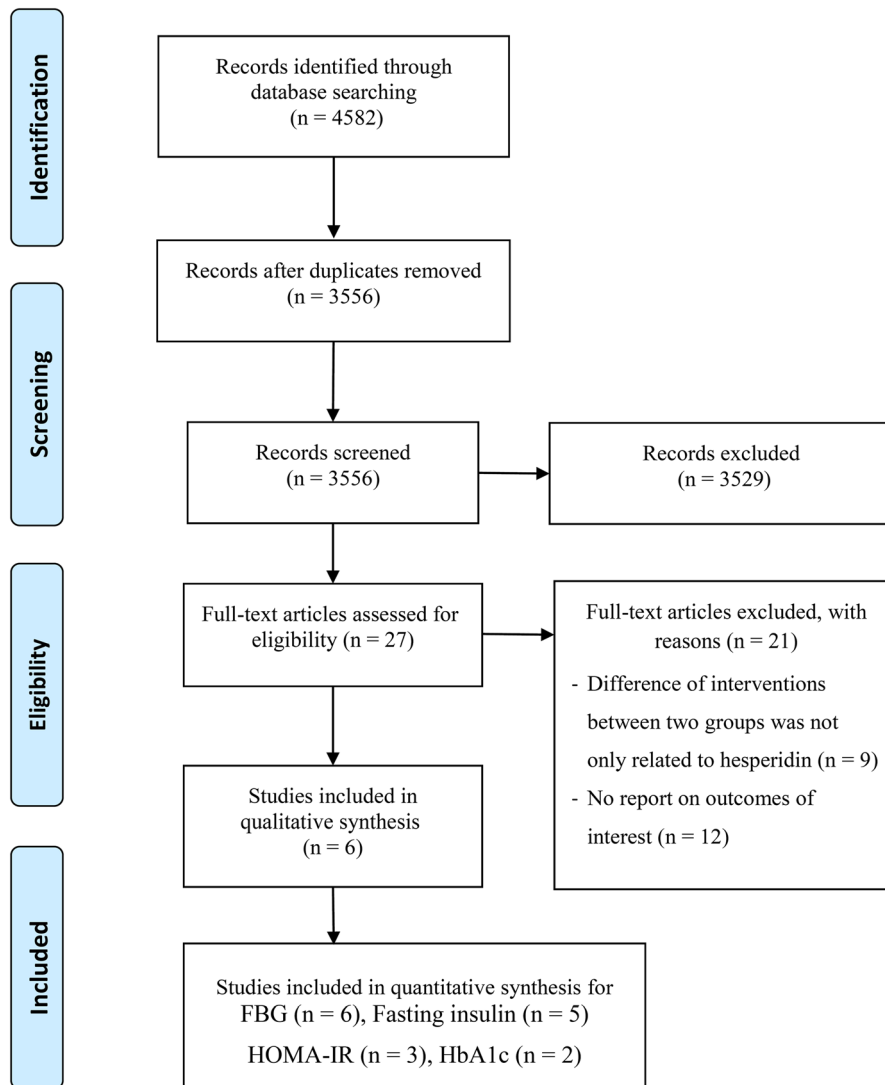 Identification
Records identified through
database searching
(n = 4582)
Records after duplicates removed
(n = 3556)
Screening
Records screened
(n = 3556)
Records excluded
(n = 3529)
Eligibility
Full-text articles assessed for
eligibility (n = 27)
Full-text articles excluded, with
reasons (n = 21)
- Difference of interventions
between two groups was not
only related to hesperidin (n = 9)
- No report on outcomes of
interest (n = 12)
Studies included in
qualitative synthesis
(n = 6)
Included
Studies included in quantitative synthesis for
FBG (n = 6), Fasting insulin (n = 5)
HOMA-IR (n = 3), HbA1c (n = 2)